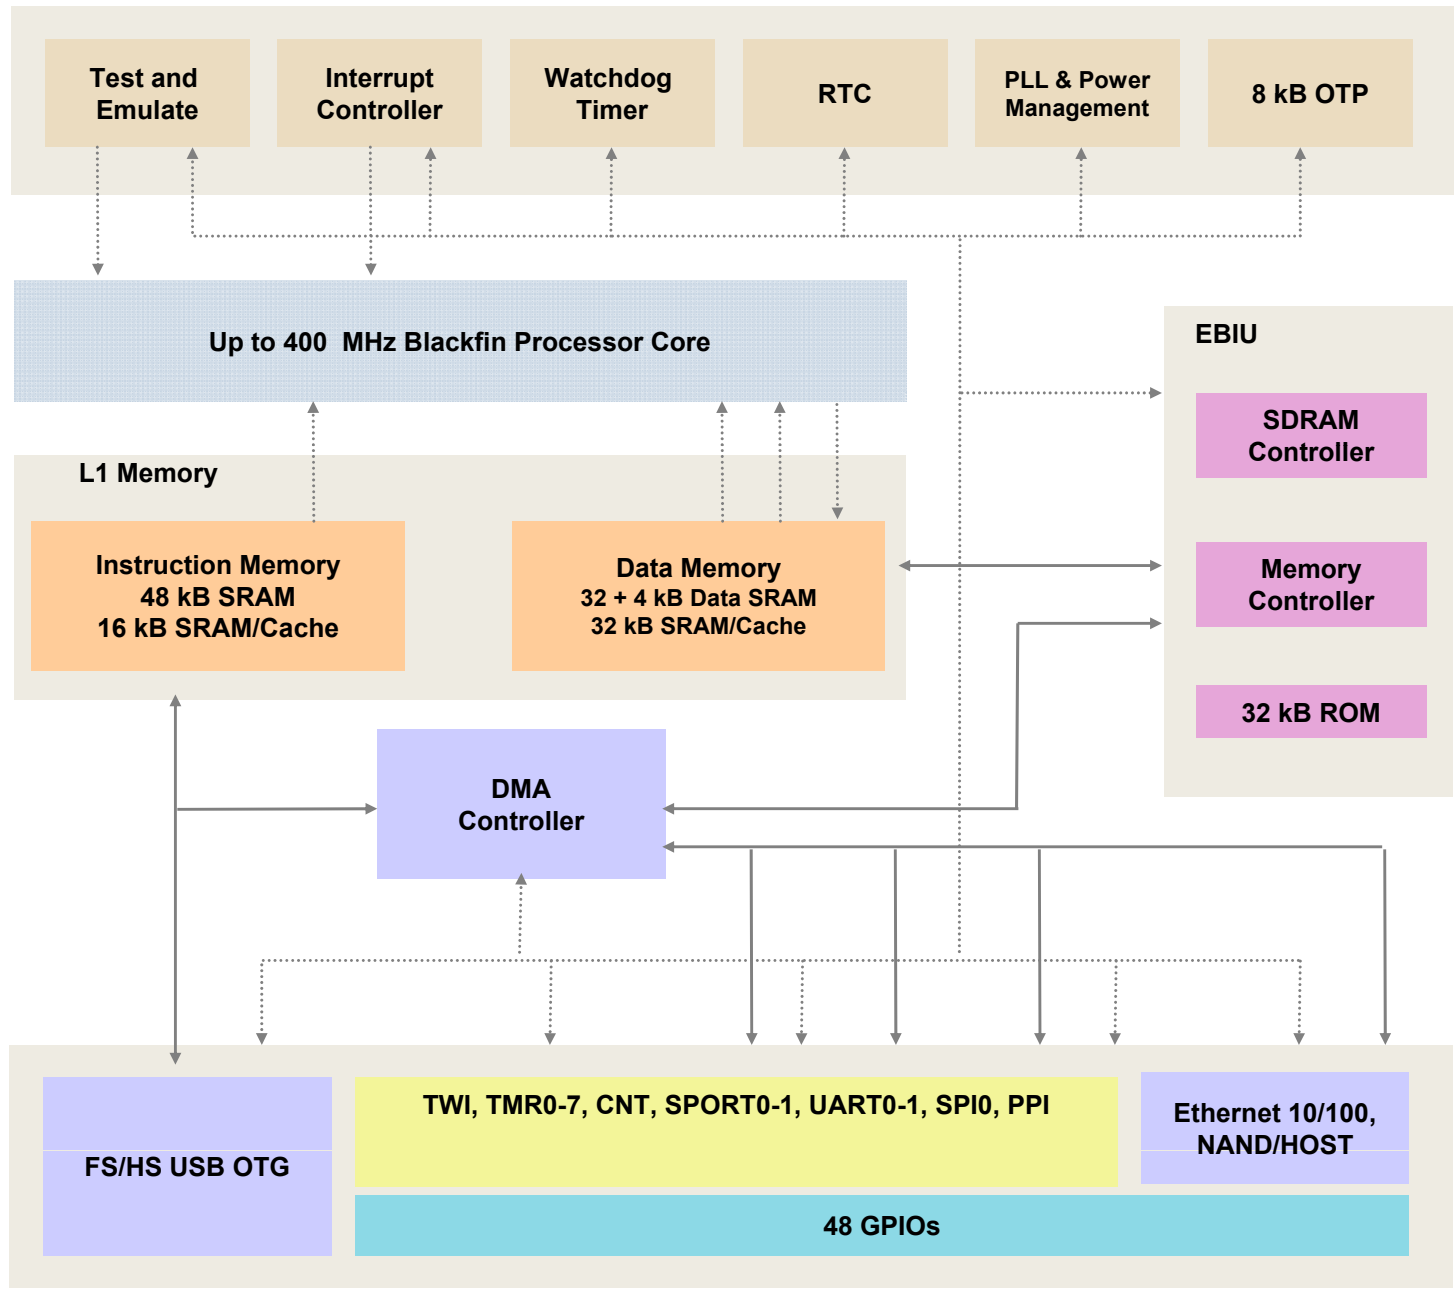 Test and
Emulate
Interrupt
Controller
Watchdog
Timer
RTC
PLL & Power
Management
8 kB OTP
Up to 400 MHz Blackfin Processor Core
EBIU
SDRAM
Controller
L1 Memory
Instruction Memory
48 kB SRAM
16 kB SRAM/Cache
Data Memory
32 + 4 kB Data SRAM
32 kB SRAM/Cache
Memory
Controller
32 kB ROM
DMA
Controller
FS/HS USB OTG
TWI, TMR0-7, CNT, SPORT0-1, UART0-1, SPI0, PPI
Ethernet 10/100,
NAND/HOST
48 GPIOs